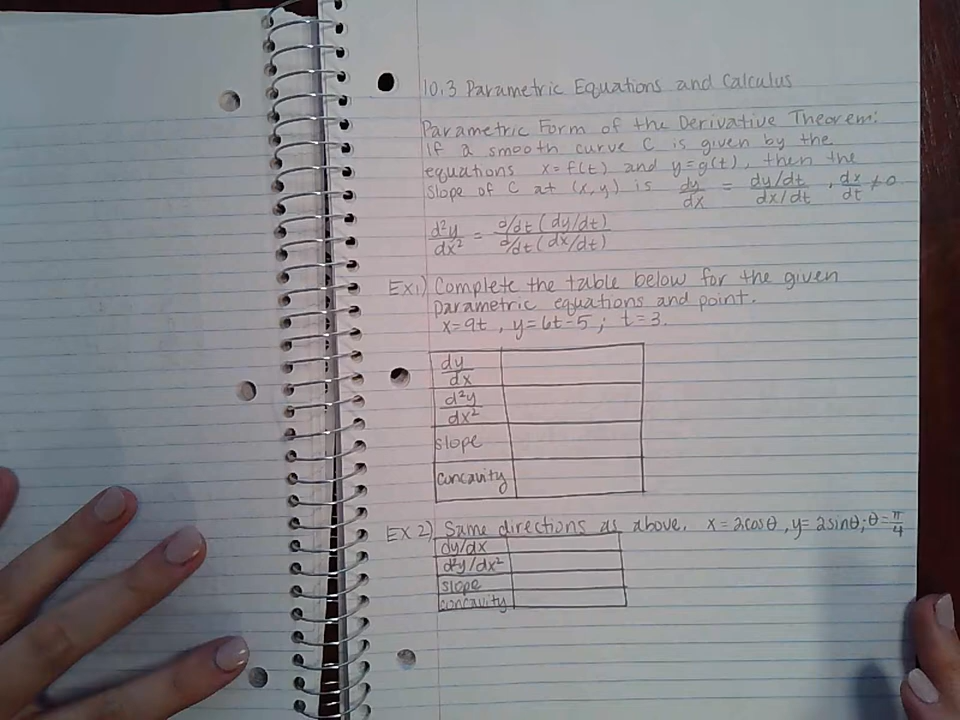 10.3 Parametric Equations and Calculus
Parametric Form of the Derivative Theorem:
If a smooth curve C is given by the
equations x=f(t) and y=g(t), then the
slope of C at (x,y) is dy/dx = (dy/dt)/(dx/dt), dx/dt ≠ 0
d²y/dx² = (d/dt(dy/dt))/(d/dt(dx/dt))
EX1) Complete the table below for the given
parametric equations and point.
x=9t, y=6t-5; t=3.
dy/dx
d²y/dx²
slope
concavity
EX 2) Same directions as above. x=2cosθ, y=2sinθ; θ=π/4
dy/dx
d²y/dx²
slope
concavity